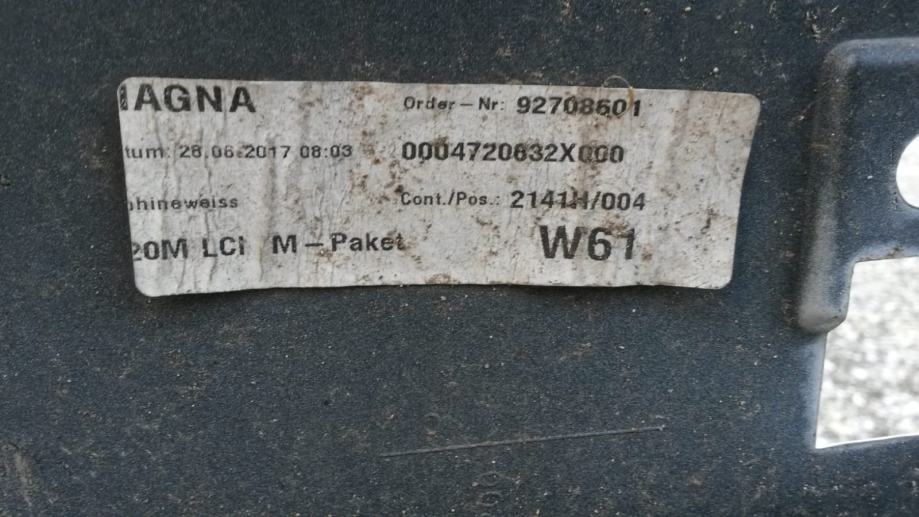 MAGNA Order-Nr: 92708601
tum: 28.06.2017 08:03 0004720632X000
phineweiss Cont./Pos.: 2141H/004
20M LCI M-Paket W61